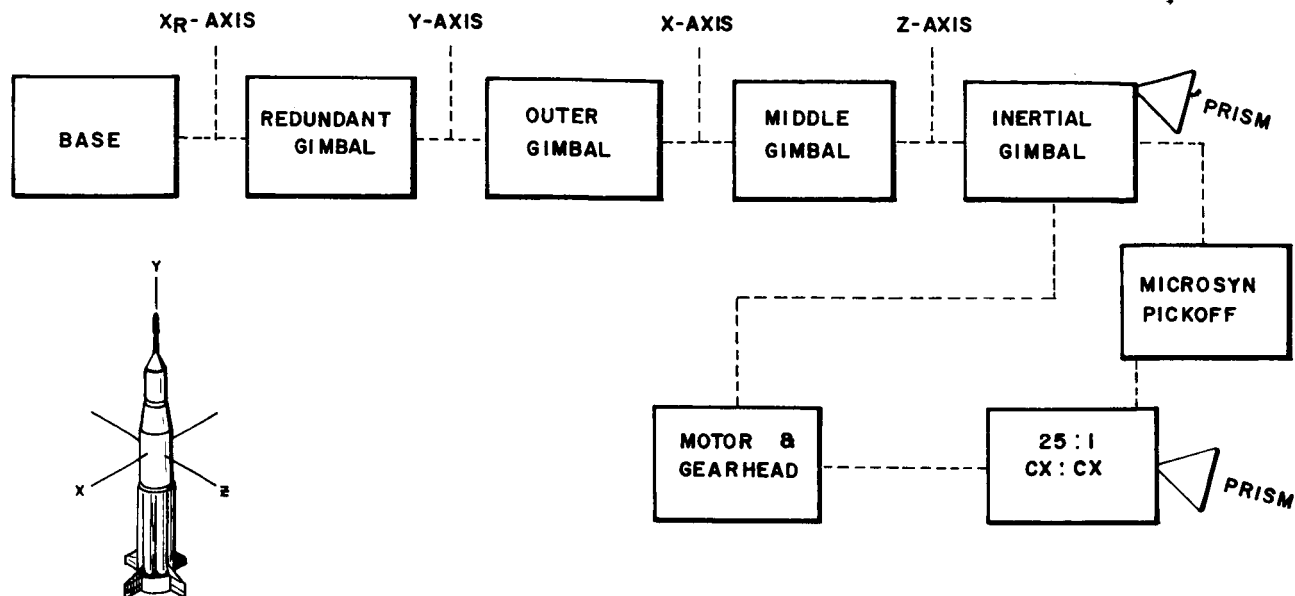 XR-AXIS
Y-AXIS
X-AXIS
Z-AXIS
BASE
REDUNDANT
GIMBAL
OUTER
GIMBAL
MIDDLE
GIMBAL
INERTIAL
GIMBAL
PRISM
MICROSYN
PICKOFF
MOTOR &
GEARHEAD
25:1
CX:CX
PRISM
Y
X
Z